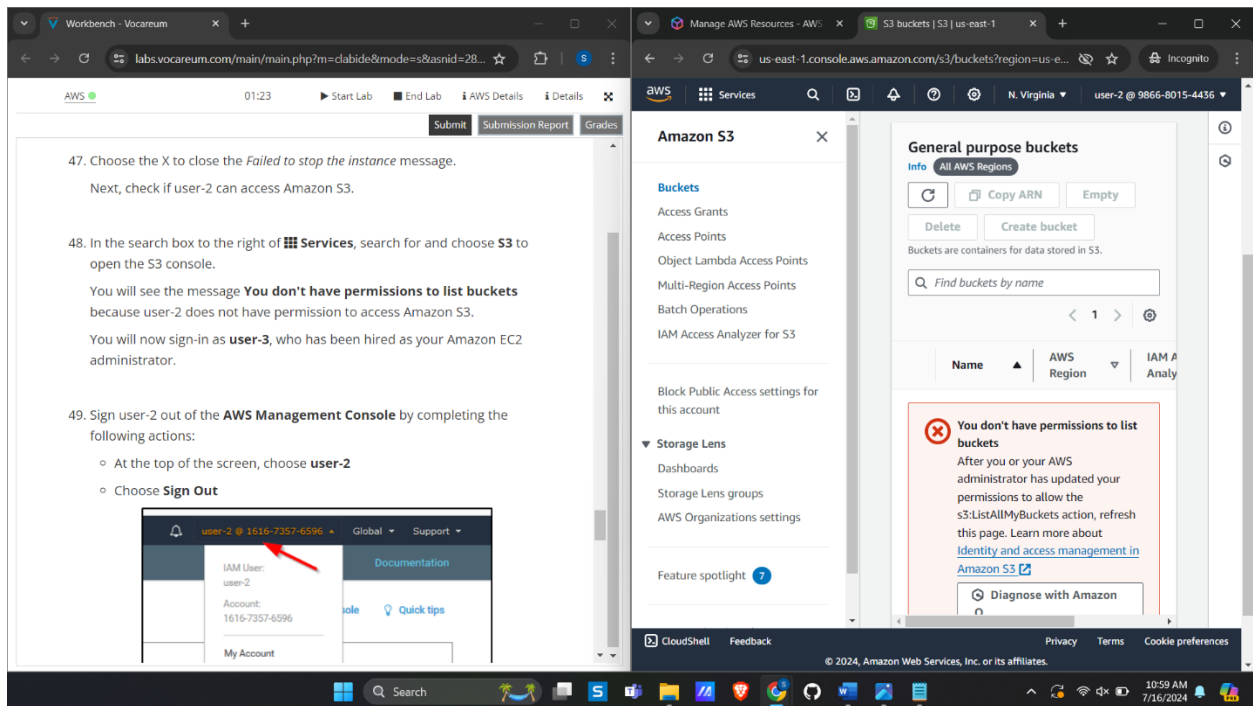 Workbench - Vocareum
labs.vocareum.com/main/main.php?m=clabide&mode=s&asnid=28...
S
AWS
01:23
Start Lab
End Lab
AWS Details
Details
Submit
Submission Report
Grades
47. Choose the X to close the Failed to stop the instance message.
Next, check if user-2 can access Amazon S3.
48. In the search box to the right of Services, search for and choose S3 to
open the S3 console.
You will see the message You don't have permissions to list buckets
because user-2 does not have permission to access Amazon S3.
You will now sign-in as user-3, who has been hired as your Amazon EC2
administrator.
49. Sign user-2 out of the AWS Management Console by completing the
following actions:
At the top of the screen, choose user-2
Choose Sign Out
user-2 @ 1616-7357-6596
Global
Support
IAM User:
user-2
Documentation
Account:
1616-7357-6596
sole
Quick tips
My Account
Manage AWS Resources - AWS
S3 buckets | S3 | us-east-1
us-east-1.console.aws.amazon.com/s3/buckets?region=us-e...
Incognito
aws
Services
N. Virginia
user-2 @ 9866-8015-4436
Amazon S3
Buckets
Access Grants
Access Points
Object Lambda Access Points
Multi-Region Access Points
Batch Operations
IAM Access Analyzer for S3
Block Public Access settings for
this account
Storage Lens
Dashboards
Storage Lens groups
AWS Organizations settings
Feature spotlight 7
General purpose buckets
Info
All AWS Regions
Copy ARN
Empty
Delete
Create bucket
Buckets are containers for data stored in S3.
Find buckets by name
1
Name
AWS
Region
IAM A
Analy
You don't have permissions to list
buckets
After you or your AWS
administrator has updated your
permissions to allow the
s3:ListAllMyBuckets action, refresh
this page. Learn more about
Identity and access management in
Amazon S3
Diagnose with Amazon
CloudShell
Feedback
Privacy
Terms
Cookie preferences
© 2024, Amazon Web Services, Inc. or its affiliates.
Search
10:59 AM
7/16/2024